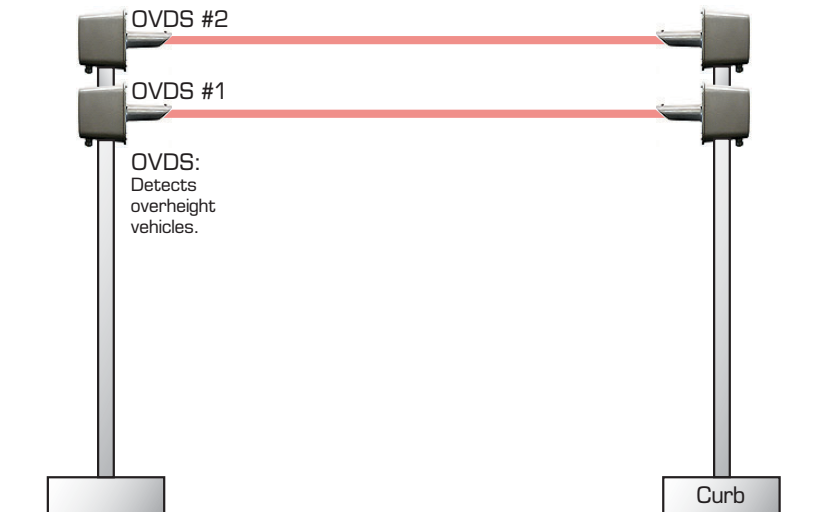 OVDS #2
OVDS #1
OVDS:
Detects
overheight
vehicles.
Curb